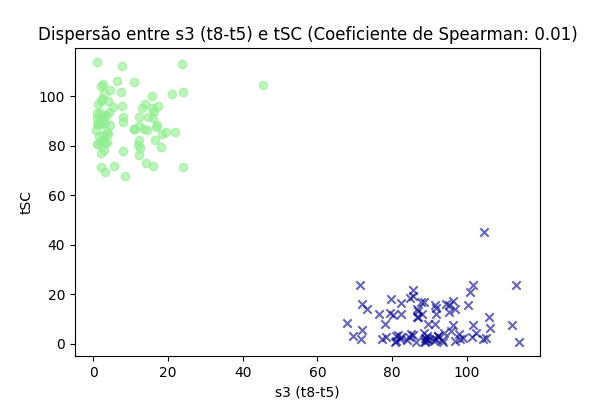 Dispersão entre s3 (t8-t5) e tSC (Coeficiente de Spearman: 0.01)
100
80
60
40
20
0
tSC
0 20 40 60 80 100
s3 (t8-t5)